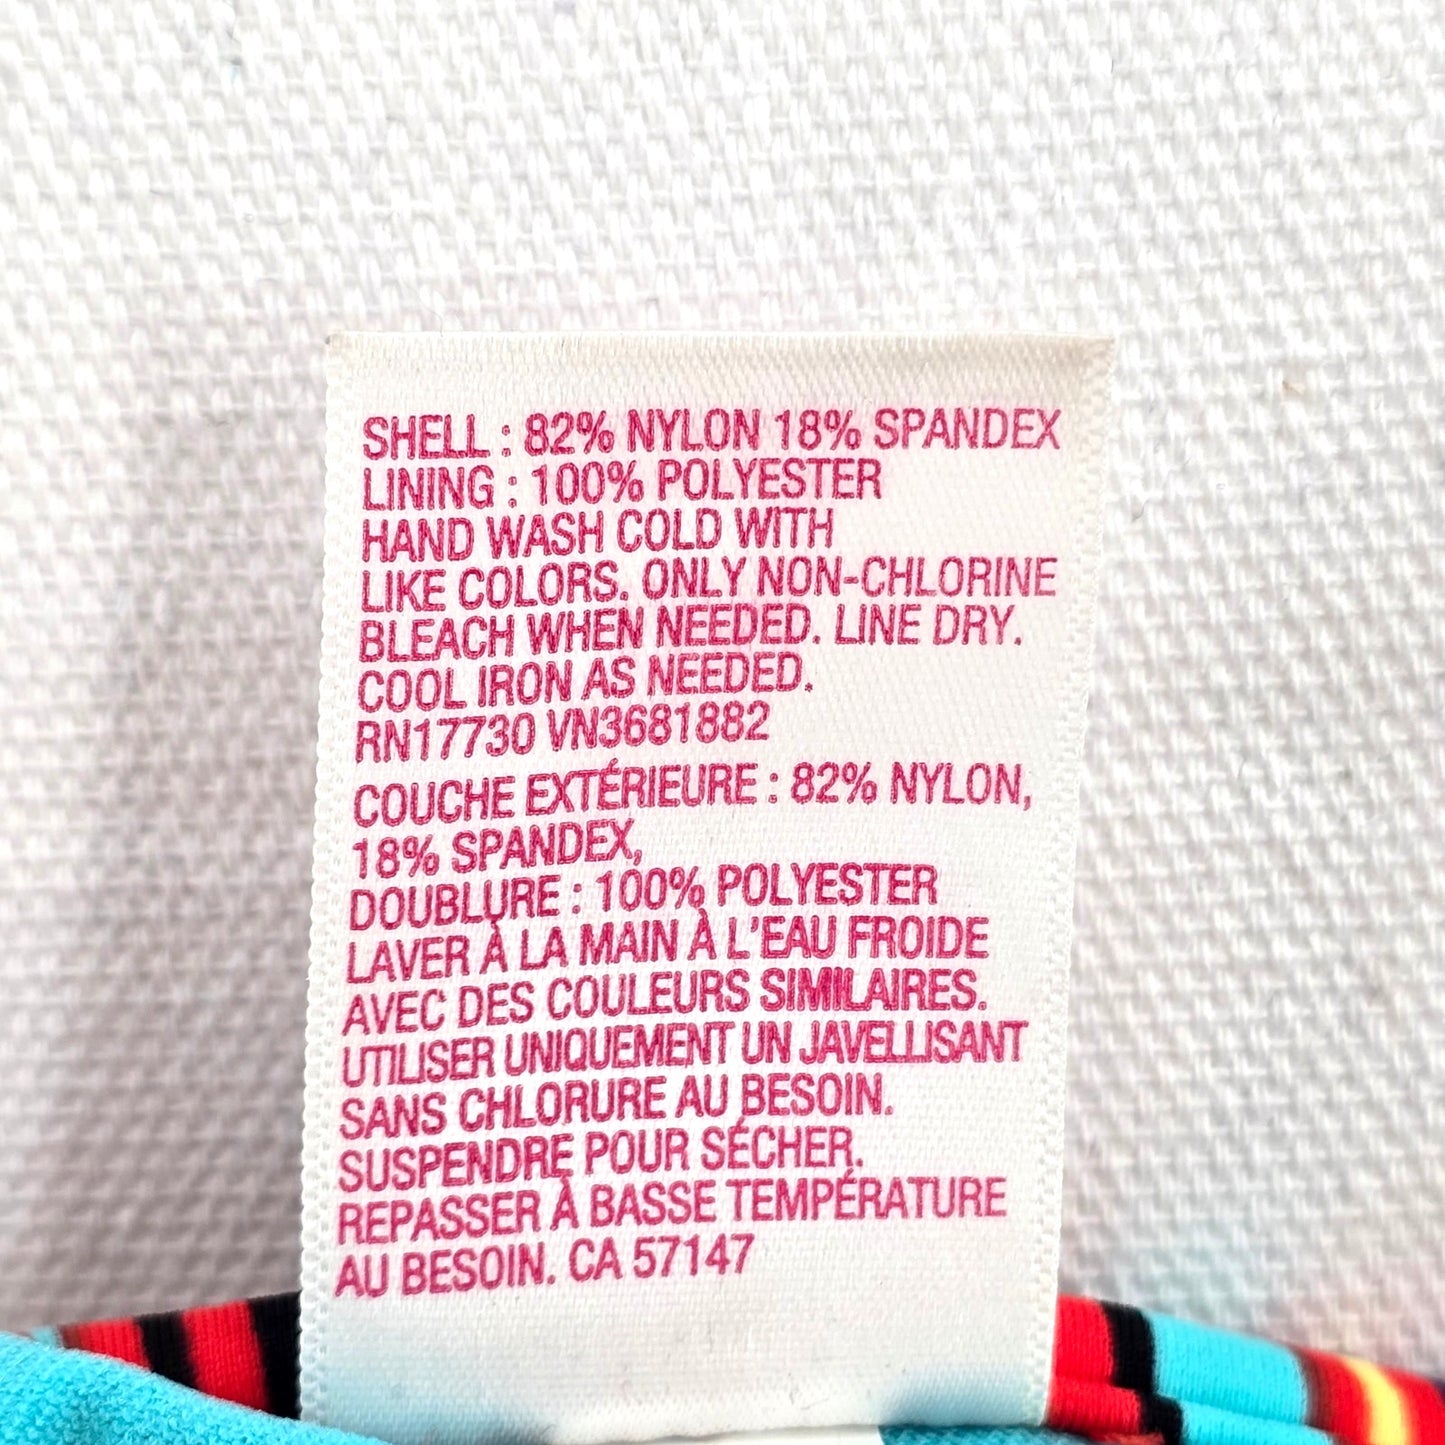 SHELL : 82% NYLON 18% SPANDEX
LINING : 100% POLYESTER
HAND WASH COLD WITH
LIKE COLORS. ONLY NON-CHLORINE
BLEACH WHEN NEEDED. LINE DRY.
COOL IRON AS NEEDED.
RN17730 VN3681882
COUCHE EXTÉRIEURE : 82% NYLON,
18% SPANDEX,
DOUBLURE : 100% POLYESTER
LAVER À LA MAIN À L'EAU FROIDE
AVEC DES COULEURS SIMILAIRES.
UTILISER UNIQUEMENT UN JAVELLISANT
SANS CHLORURE AU BESOIN.
SUSPENDRE POUR SÉCHER.
REPASSER À BASSE TEMPÉRATURE
AU BESOIN. CA 57147